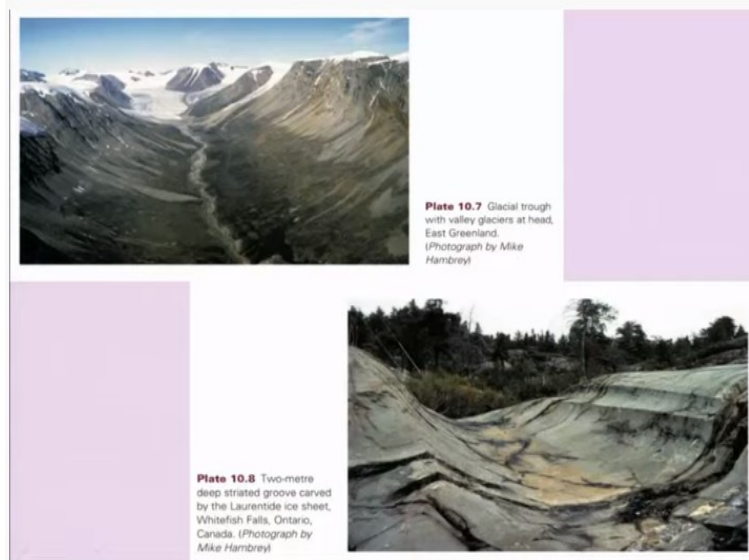 Plate 10.7 Glacial trough
with valley glaciers at head,
East Greenland.
(Photograph by Mike
Hambrey)
Plate 10.8 Two-metre
deep striated groove carved
by the Laurentide ice sheet,
Whitefish Falls, Ontario,
Canada. (Photograph by
Mike Hambrey)